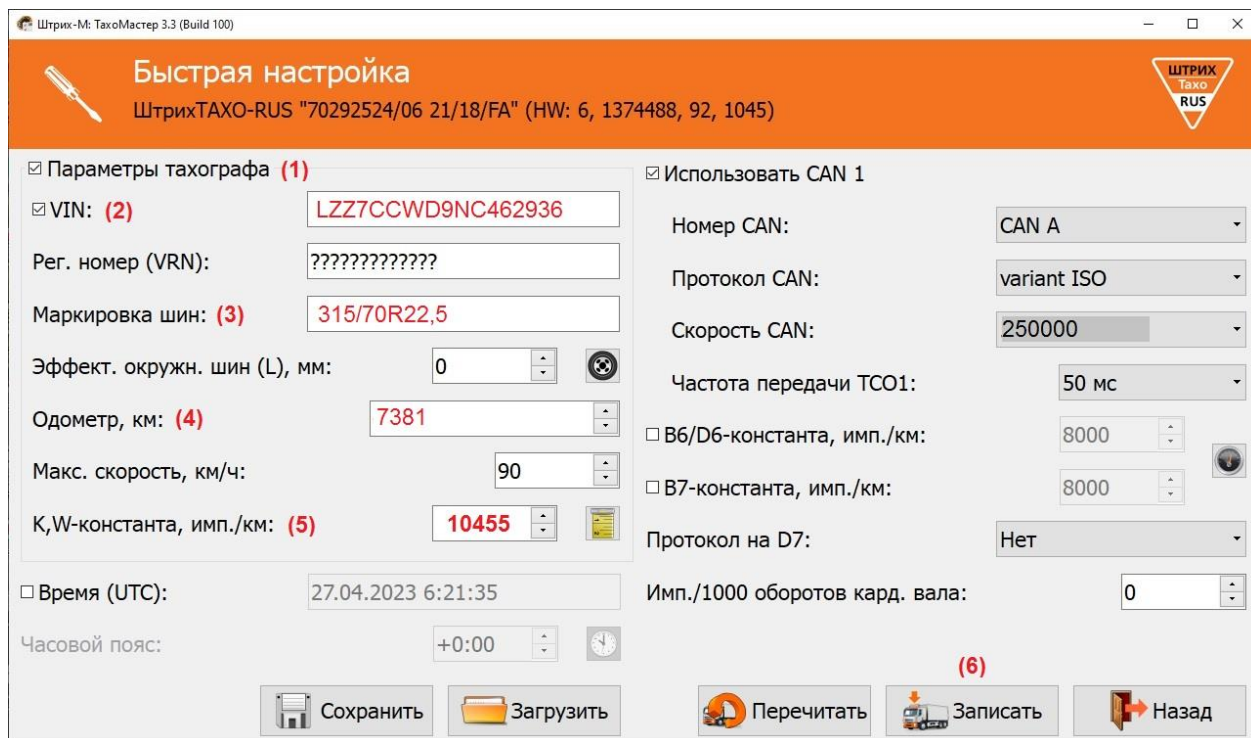 Штрих-М: ТахоМастер 3.3 (Build 100)
Быстрая настройка
ШтрихТАХО-RUS "70292524/06 21/18/FA" (HW: 6, 1374488, 92, 1045)
ШТРИХ
Тахо
RUS
Параметры тахографа (1)
VIN: (2) LZZ7CCWD9NC462936
Рег. номер (VRN): ?????????????
Маркировка шин: (3) 315/70R22,5
Эффект. окружн. шин (L), мм: 0
Одометр, км: (4) 7381
Макс. скорость, км/ч: 90
K,W-константа, имп./км: (5) 10455
Время (UTC): 27.04.2023 6:21:35
Часовой пояс: +0:00
Использовать CAN 1
Номер CAN: CAN A
Протокол CAN: variant ISO
Скорость CAN: 250000
Частота передачи TCO1: 50 мс
B6/D6-константа, имп./км: 8000
B7-константа, имп./км: 8000
Протокол на D7: Нет
Имп./1000 оборотов кард. вала: 0
(6)
Сохранить Загрузить Перечитать Записать Назад